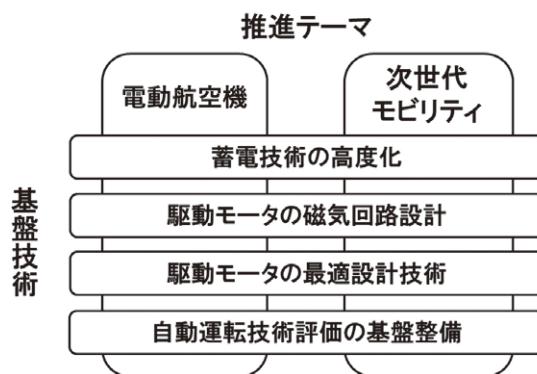 推進テーマ
電動航空機
次世代
モビリティ
基盤技術
蓄電技術の高度化
駆動モータの磁気回路設計
駆動モータの最適設計技術
自動運転技術評価の基盤整備